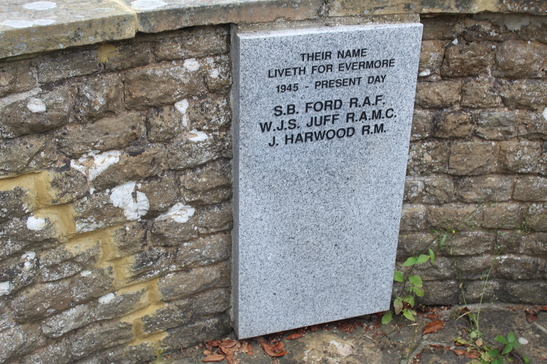 THEIR NAME
LIVETH FOR EVERMORE
1945 - PRESENT DAY
S.B. FORD R.A.F.
W.J.S. JUFF R.A.M.C.
J. HARWOOD R.M.